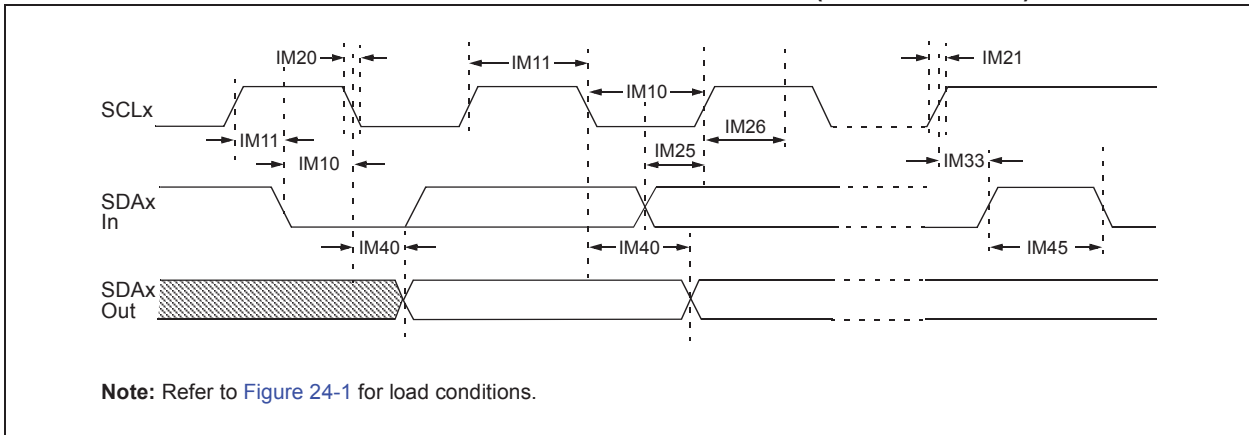 IM20
IM11
IM21
SCLx
IM10
IM11
IM26
IM10
IM25
IM33
SDAx
In
IM40
IM40
IM45
SDAx
Out
Note: Refer to Figure 24-1 for load conditions.